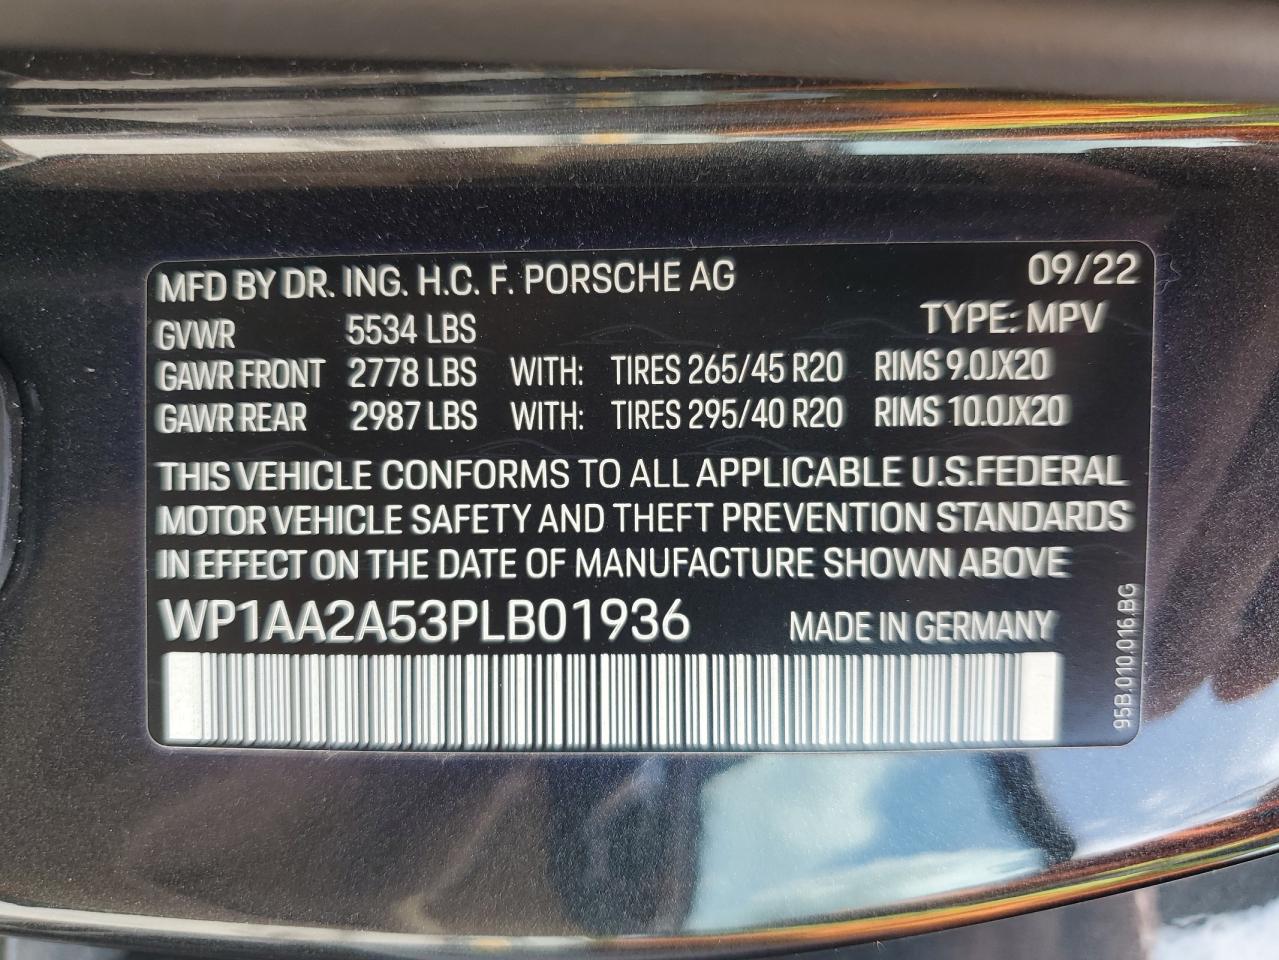 MFD BY DR. ING. H.C. F. PORSCHE AG 09/22
GVWR 5534 LBS TYPE: MPV
GAWR FRONT 2778 LBS WITH: TIRES 265/45 R20 RIMS 9.0JX20
GAWR REAR 2987 LBS WITH: TIRES 295/40 R20 RIMS 10.0JX20
THIS VEHICLE CONFORMS TO ALL APPLICABLE U.S.FEDERAL
MOTOR VEHICLE SAFETY AND THEFT PREVENTION STANDARDS
IN EFFECT ON THE DATE OF MANUFACTURE SHOWN ABOVE
WP1AA2A53PLB01936 MADE IN GERMANY
95B.010.016.BG